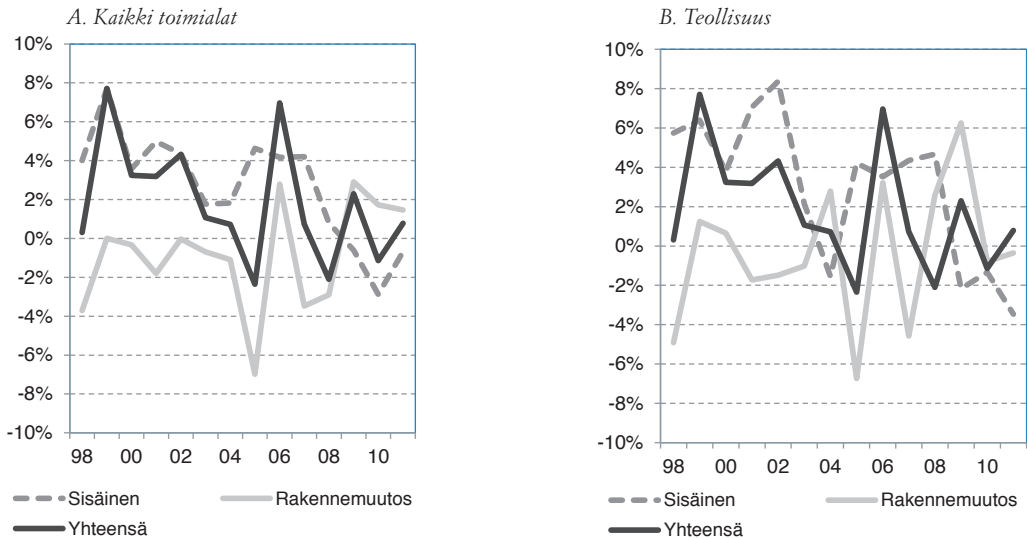 A. Kaikki toimialat
10%
8%
6%
4%
2%
0%
-2%
-4%
-6%
-8%
-10%
98 00 02 04 06 08 10
Sisäinen Rakennemuutos
Yhteensä
B. Teollisuus
10%
8%
6%
4%
2%
0%
-2%
-4%
-6%
-8%
-10%
98 00 02 04 06 08 10
Sisäinen Rakennemuutos
Yhteensä